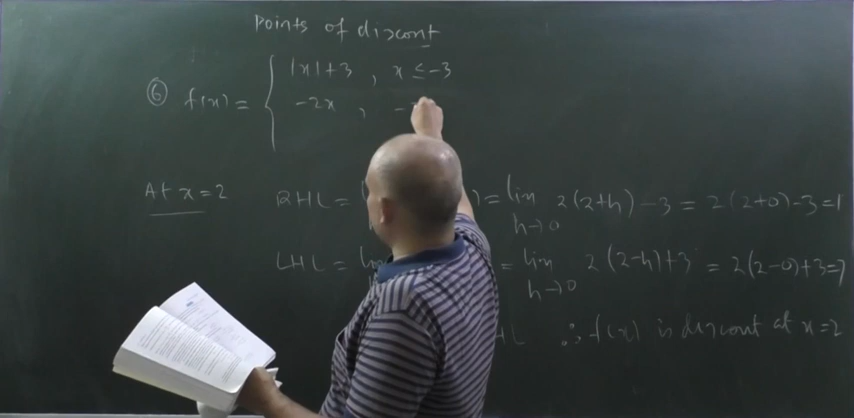 Points of discont
⑥ f(x) = { |x|+3 , x ≤ -3
-2x ,
At x=2
RHL = ) = lim h→0 2(2+h)-3 = 2(2+0)-3=1
LHL = = lim h→0 2(2-h)+3 = 2(2-0)+3=7
∴ f(x) is discont at x=2